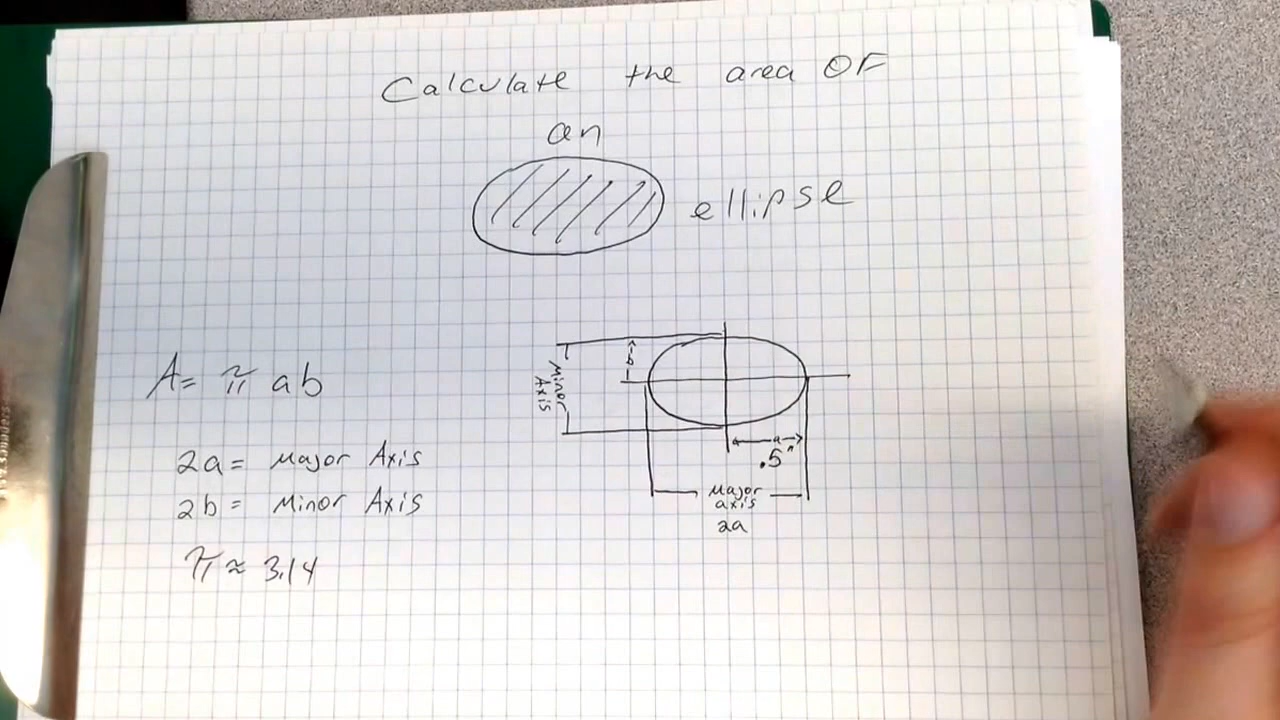 Calculate the area OF
an
ellipse
A = π ab
2a = Major Axis
2b = Minor Axis
π ≈ 3.14
Minor
Axis
b
a
.5"
Major
axis
2a